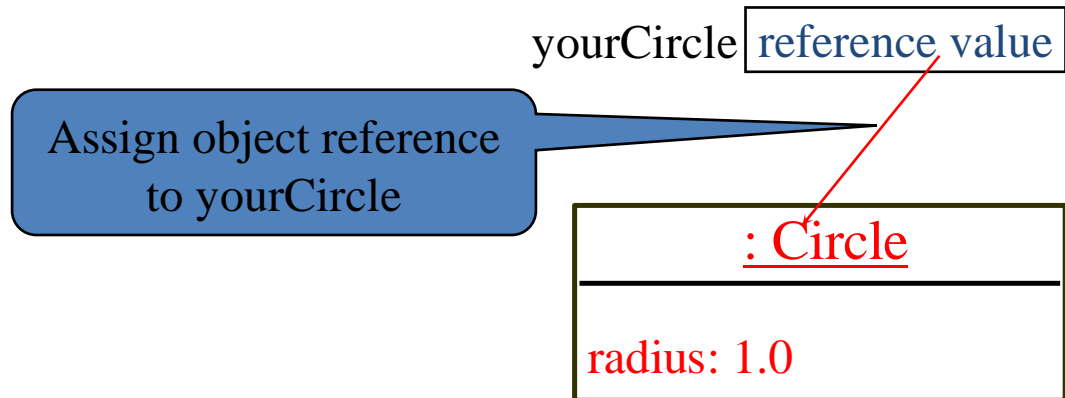 yourCircle reference value
Assign object reference
to yourCircle
: Circle
radius: 1.0